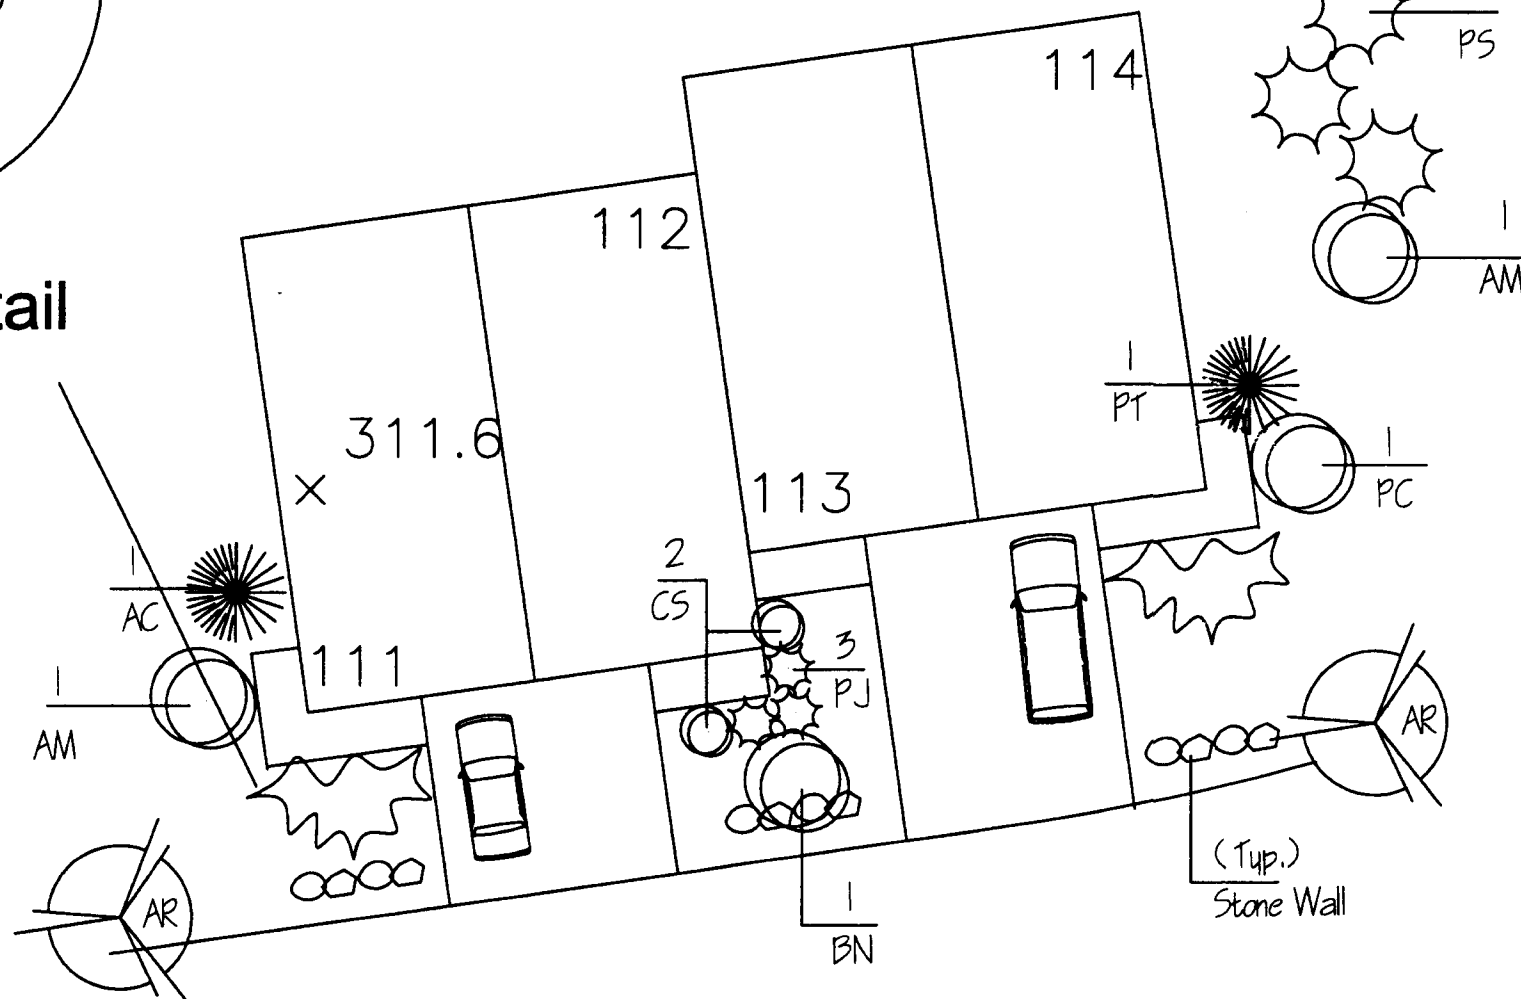 PS
114
112
1
AM
tail
1
PT
311.6
1
PC
113
2
CS
1
AC
111
3
PJ
1
AM
AR
AR
(Typ.)
Stone Wall
1
BN